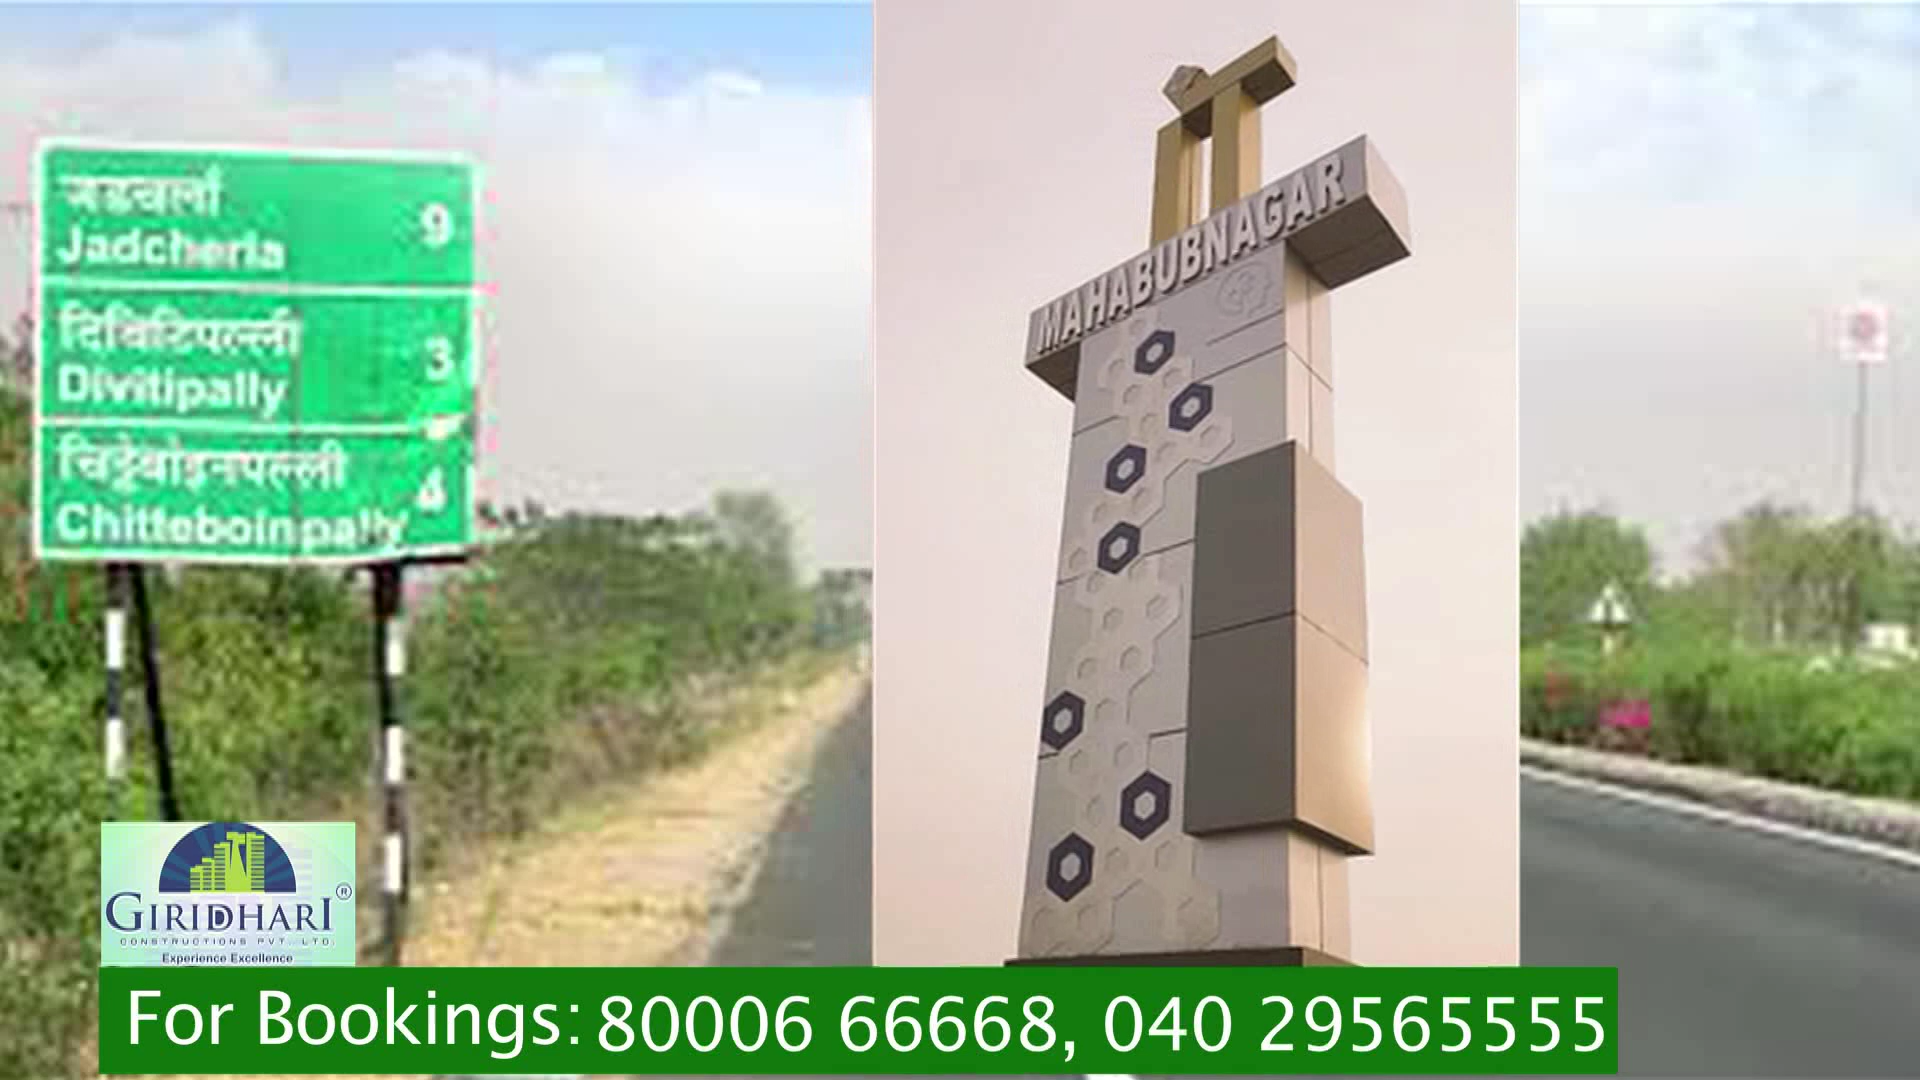 जडचर्ला
Jadcherla 9
दिविटिपल्ली
Divitipally 3
चिट्टेबोइनपल्ली
Chitteboinpally 4
MAHABUBNAGAR
GIRIDHARI®
CONSTRUCTIONS PVT. LTD.
Experience Excellence
For Bookings: 80006 66668, 040 29565555